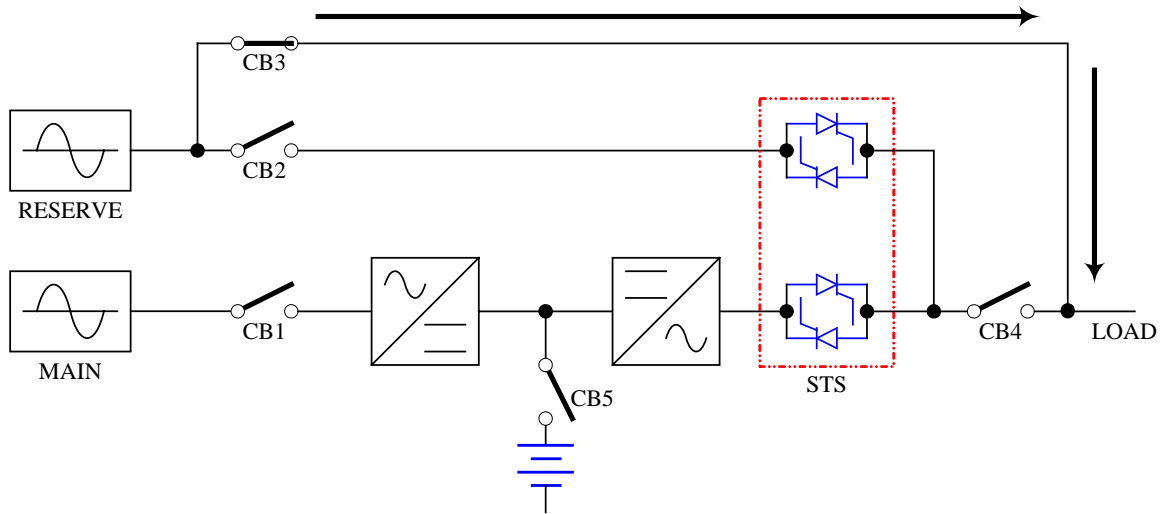 CB3
CB2
RESERVE
CB1
CB4
LOAD
MAIN
STS
CB5